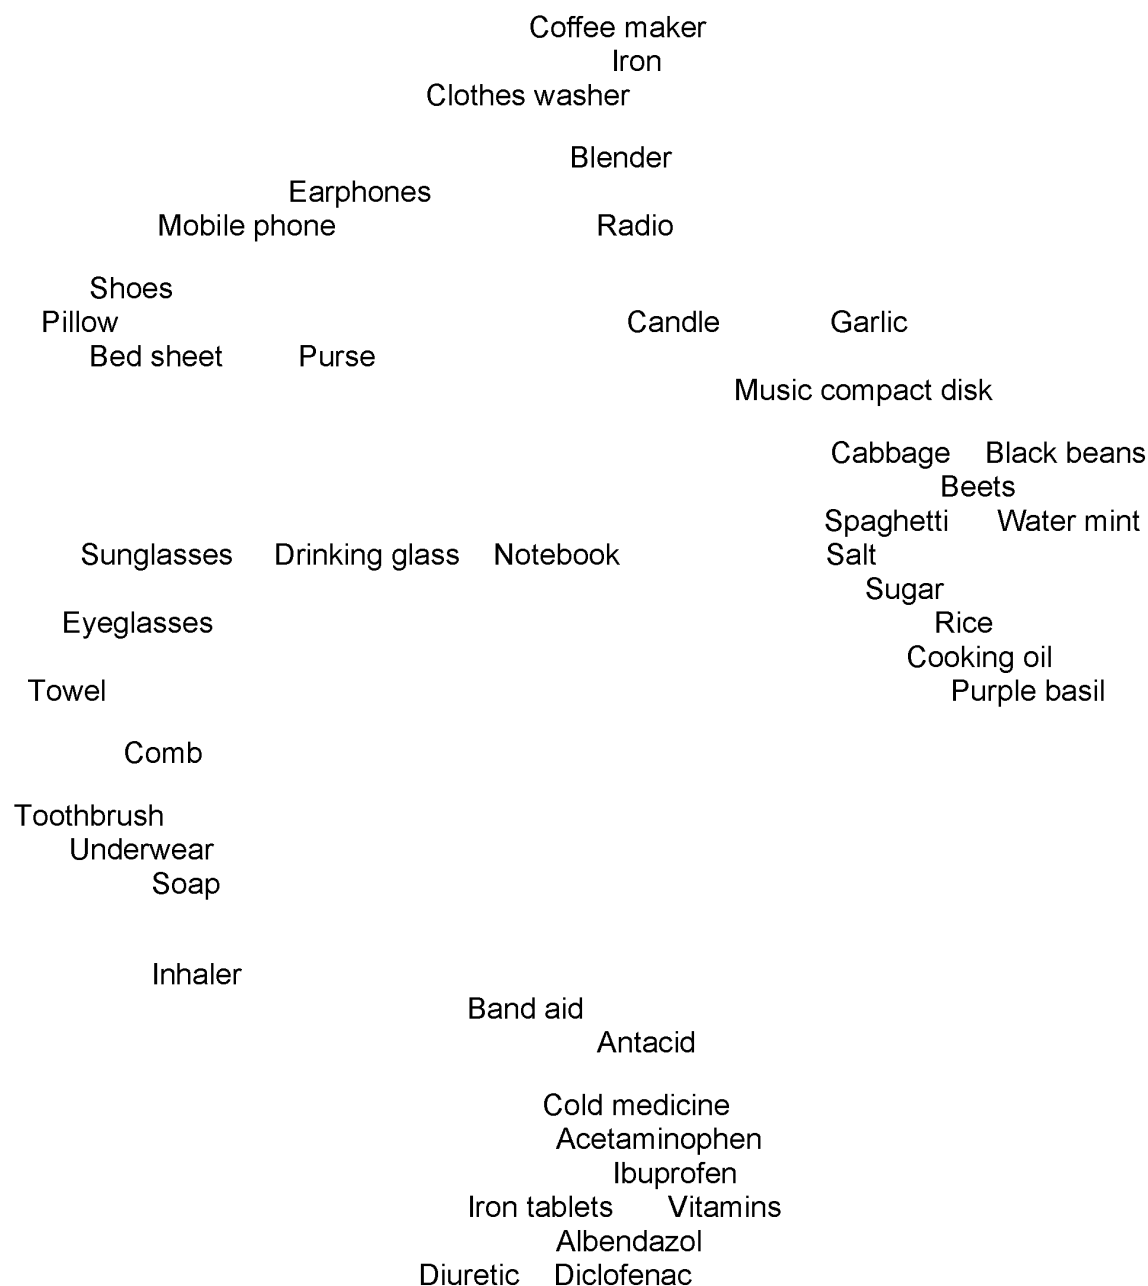 Coffee maker
Iron
Clothes washer
Blender
Earphones
Mobile phone Radio
Shoes
Pillow Candle Garlic
Bed sheet Purse
Music compact disk
Cabbage Black beans
Beets
Spaghetti Water mint
Sunglasses Drinking glass Notebook Salt
Sugar
Eyeglasses Rice
Cooking oil
Towel Purple basil
Comb
Toothbrush
Underwear
Soap
Inhaler
Band aid
Antacid
Cold medicine
Acetaminophen
Ibuprofen
Iron tablets Vitamins
Albendazol
Diuretic Diclofenac